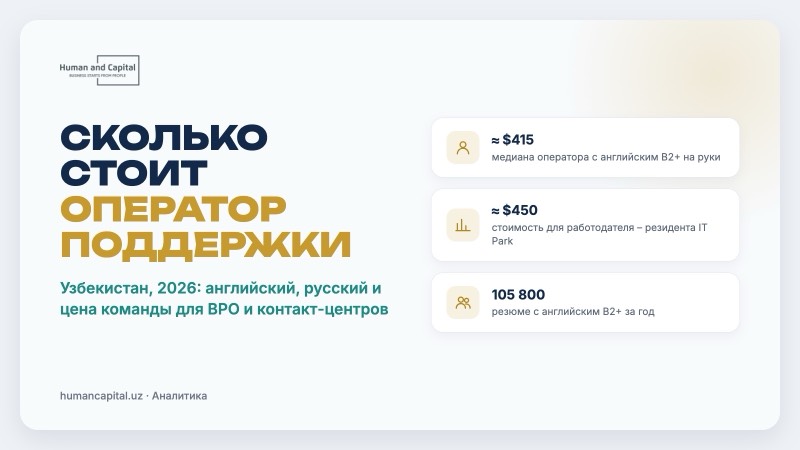 Human and Capital
BUSINESS STARTS FROM PEOPLE
СКОЛЬКО
СТОИТ
ОПЕРАТОР
ПОДДЕРЖКИ
Узбекистан, 2026: английский, русский и
цена команды для BPO и контакт-центров
humancapital.uz · Аналитика
≈ $415
медиана оператора с английским B2+ на руки
≈ $450
стоимость для работодателя – резидента IT
Park
105 800
резюме с английским B2+ за год